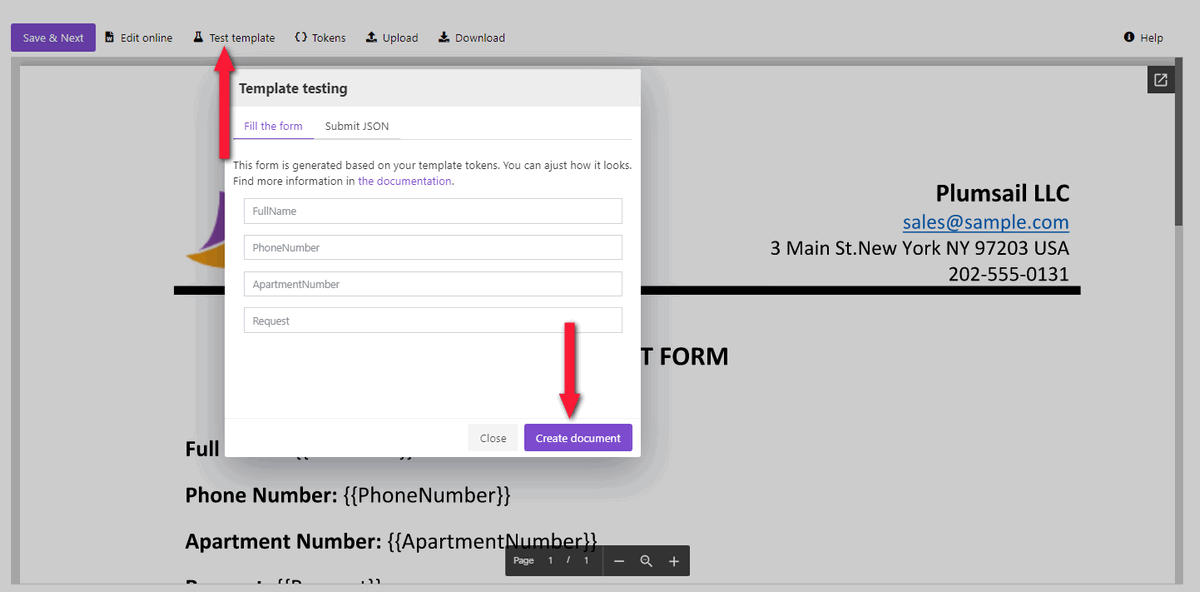 Save & Next Edit online Test template Tokens Upload Download Help
Template testing
Fill the form Submit JSON
This form is generated based on your template tokens. You can ajust how it looks.
Find more information in the documentation.
FullName
PhoneNumber
ApartmentNumber
Request
Close Create document
Plumsail LLC
sales@sample.com
3 Main St.New York NY 97203 USA
202-555-0131
T FORM
Full
Phone Number: {{PhoneNumber}}
Apartment Number: {{ApartmentNumber}}
Page 1 / 1